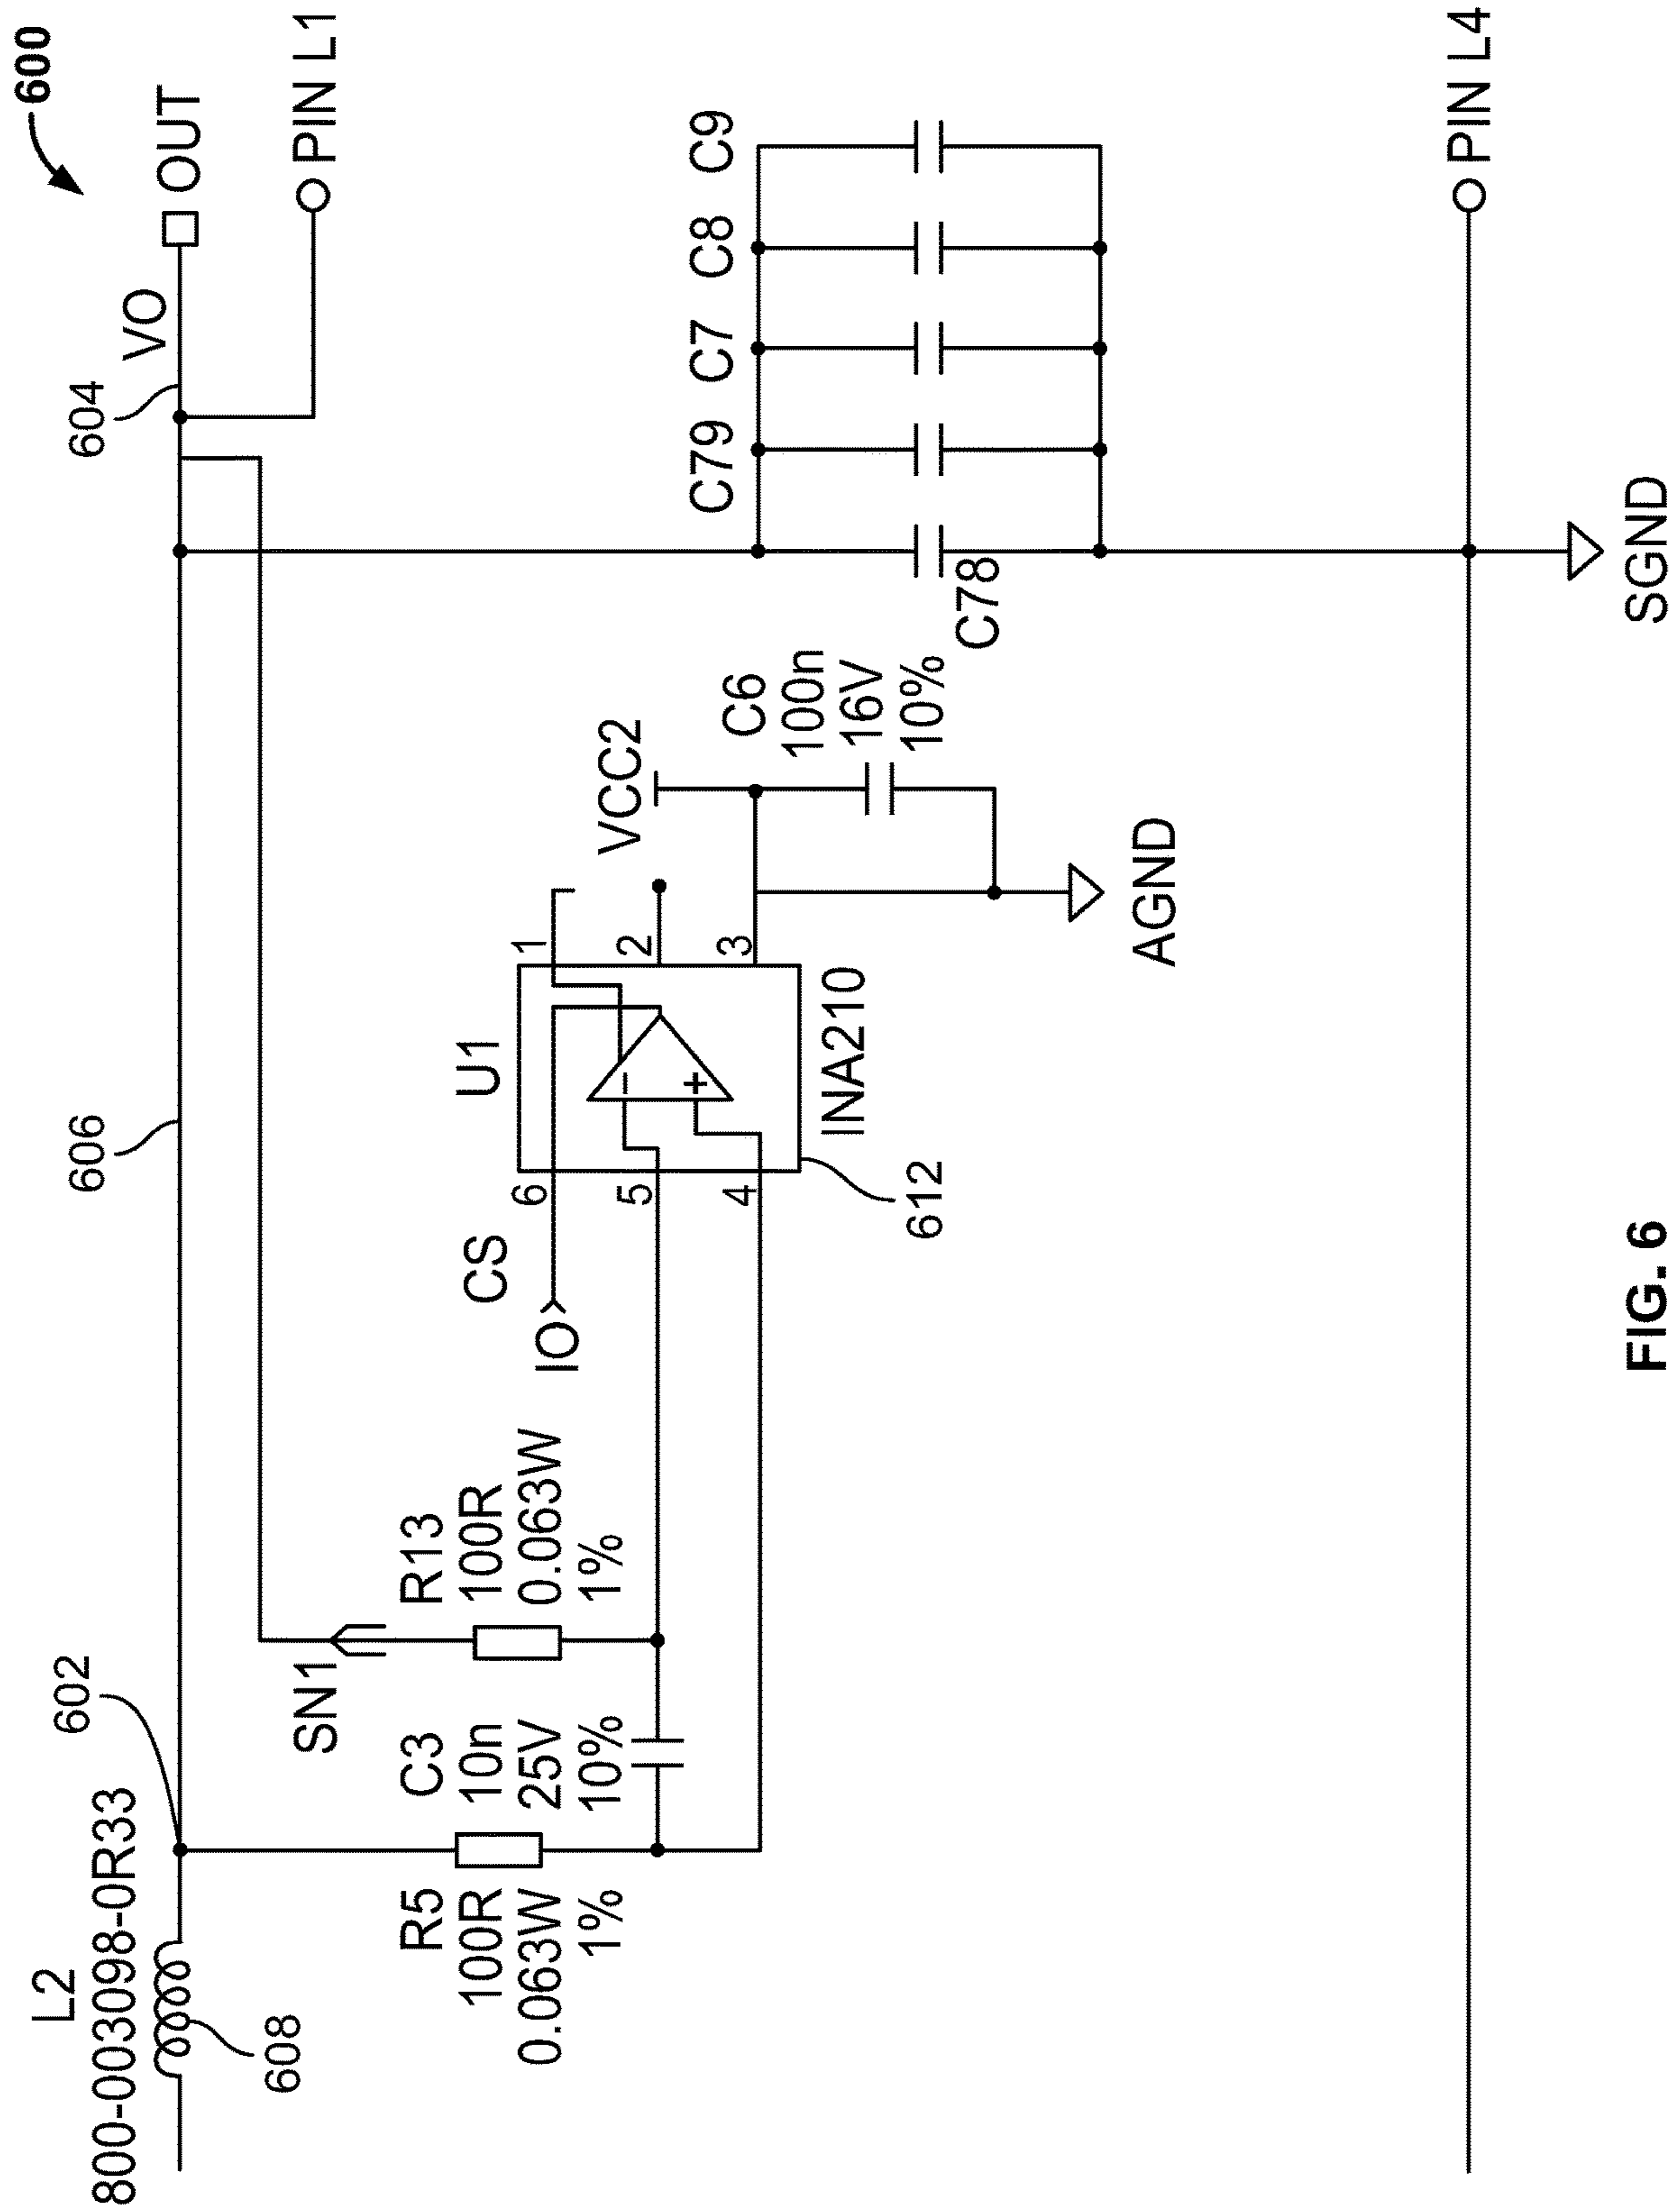 600
L2
800-003098-0R33
608
602
606
604
VO
OUT
PIN L1
SN1
R5
100R
0.063W
1%
C3
10n
25V
10%
R13
100R
0.063W
1%
CS
IO
U1
6
5
4
1
2
3
INA210
612
VCC2
C6
100n
16V
10%
AGND
C78
C79
C7
C8
C9
PIN L4
SGND
FIG. 6